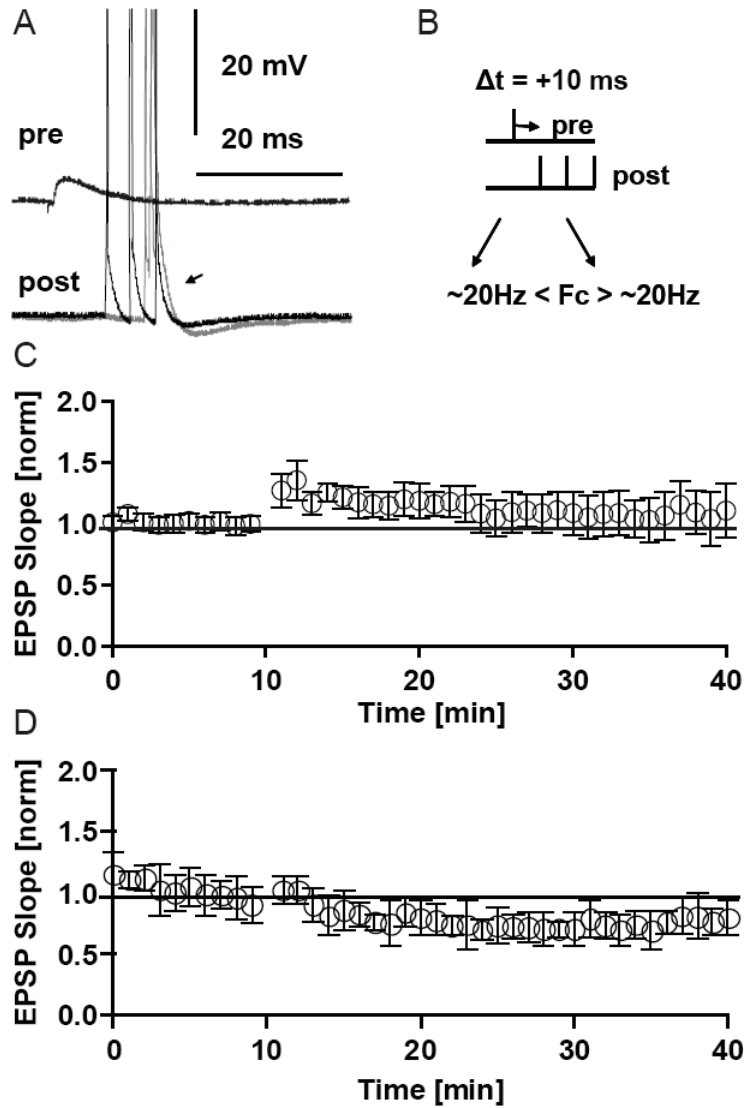 A
20 mV
20 ms
pre
post
B
Δt = +10 ms
pre
post
~20Hz < Fc > ~20Hz
C
EPSP Slope [norm]
2.0
1.5
1.0
0.5
0.0
0 10 20 30 40
Time [min]
D
EPSP Slope [norm]
2.0
1.5
1.0
0.5
0.0
0 10 20 30 40
Time [min]